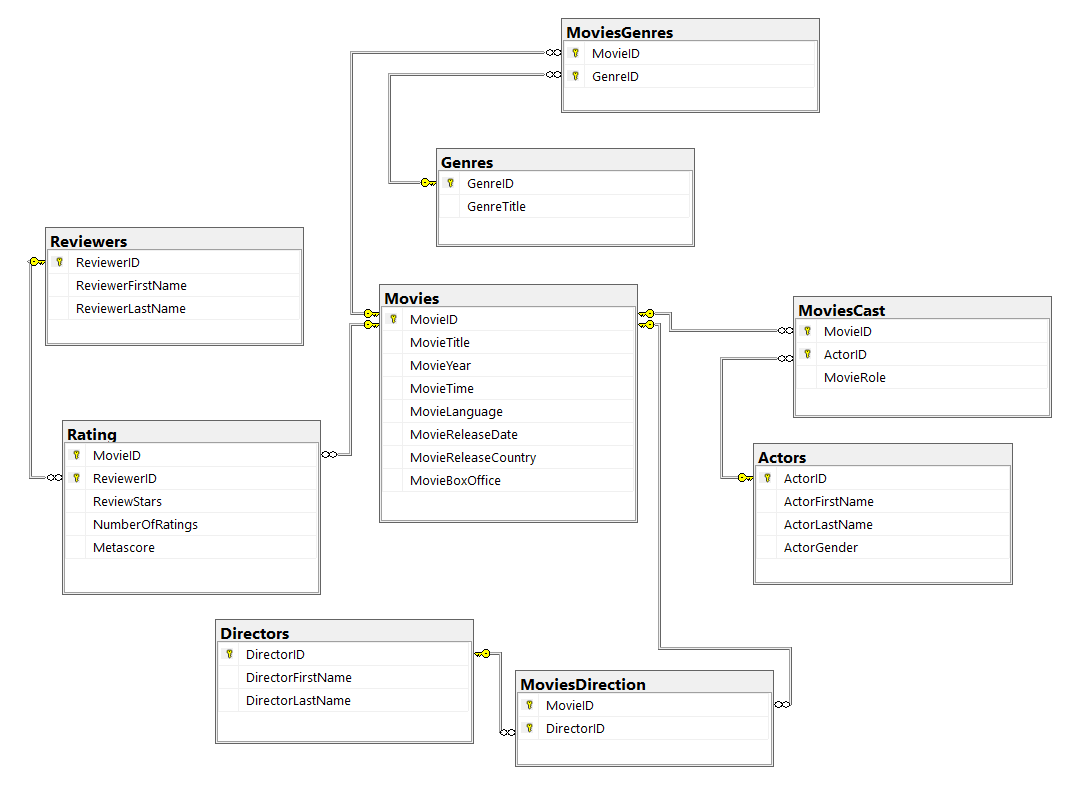 MoviesGenres
MovieID
GenreID
Genres
GenreID
GenreTitle
Reviewers
ReviewerID
ReviewerFirstName
ReviewerLastName
Movies
MovieID
MovieTitle
MovieYear
MovieTime
MovieLanguage
MovieReleaseDate
MovieReleaseCountry
MovieBoxOffice
MoviesCast
MovieID
ActorID
MovieRole
Rating
MovieID
ReviewerID
ReviewStars
NumberOfRatings
Metascore
Actors
ActorID
ActorFirstName
ActorLastName
ActorGender
Directors
DirectorID
DirectorFirstName
DirectorLastName
MoviesDirection
MovieID
DirectorID